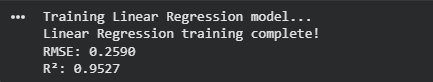 Training Linear Regression model...
Linear Regression training complete!
RMSE: 0.2590
R²: 0.9527